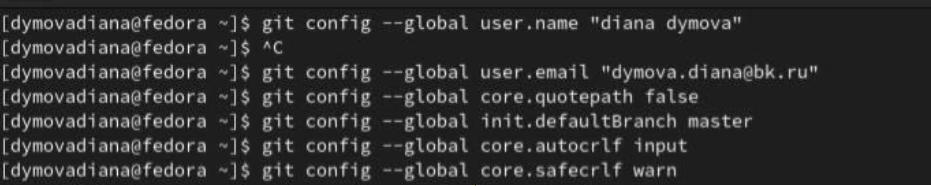 [dymovadiana@fedora ~]$ git config --global user.name "diana dymova"
[dymovadiana@fedora ~]$ ^C
[dymovadiana@fedora ~]$ git config --global user.email "dymova.diana@bk.ru"
[dymovadiana@fedora ~]$ git config --global core.quotepath false
[dymovadiana@fedora ~]$ git config --global init.defaultBranch master
[dymovadiana@fedora ~]$ git config --global core.autocrlf input
[dymovadiana@fedora ~]$ git config --global core.safecrlf warn